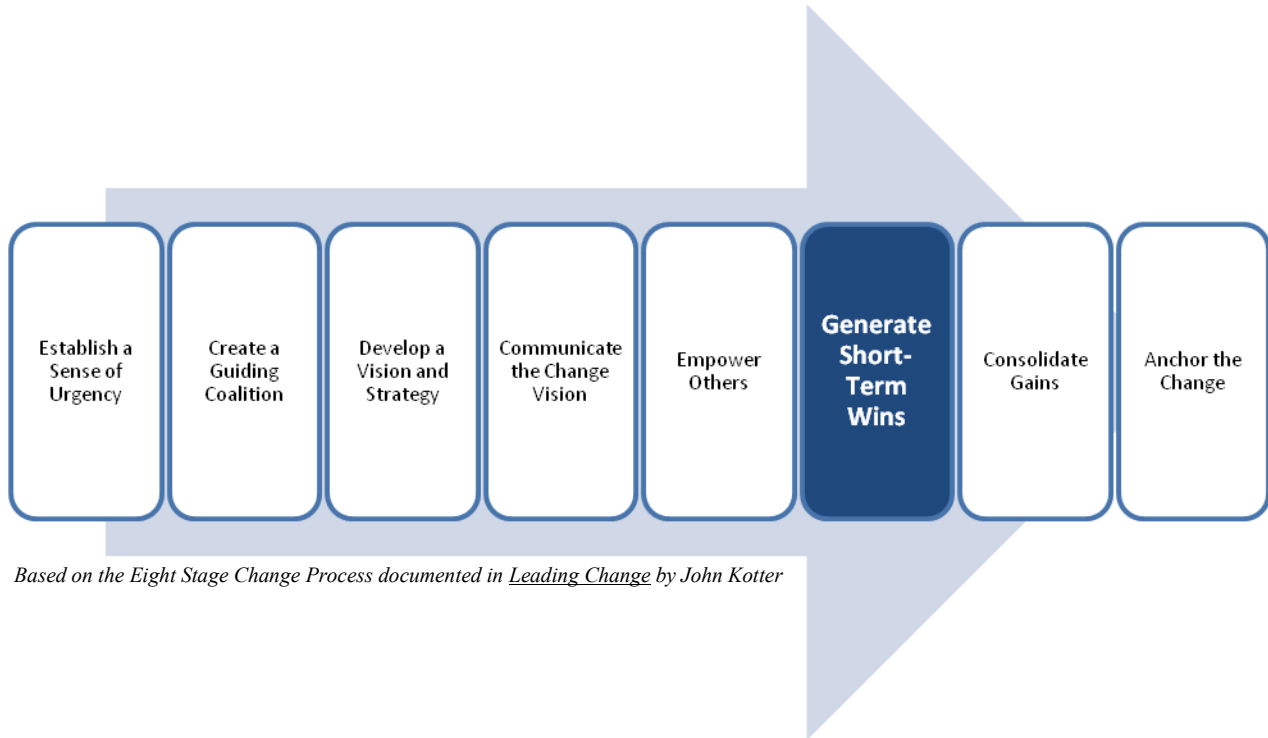 Establish a
Sense of
Urgency
Create a
Guiding
Coalition
Develop a
Vision and
Strategy
Communicate
the Change
Vision
Empower
Others
Generate
Short-
Term
Wins
Consolidate
Gains
Anchor the
Change
Based on the Eight Stage Change Process documented in Leading Change by John Kotter